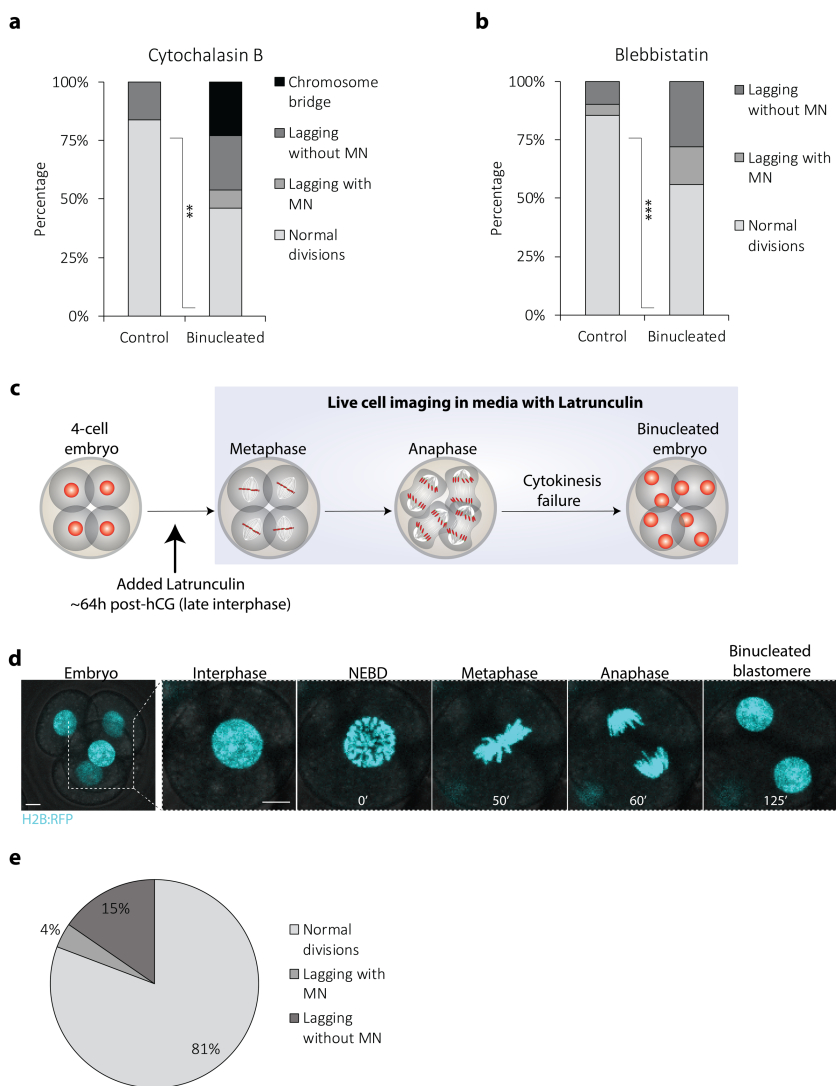 a
Cytochalasin B
100%
75%
50%
25%
0%
Percentage
**
Control
Binucleated
Chromosome
bridge
Lagging
without MN
Lagging with
MN
Normal
divisions
b
Blebbistatin
100%
75%
50%
25%
0%
Percentage
***
Control
Binucleated
Lagging
without MN
Lagging with
MN
Normal
divisions
c
Live cell imaging in media with Latrunculin
4-cell
embryo
Metaphase
Anaphase
Binucleated
embryo
Cytokinesis
failure
Added Latrunculin
~64h post-hCG (late interphase)
d
Embryo
Interphase
NEBD
Metaphase
Anaphase
Binucleated
blastomere
0′
50′
60′
125′
H2B:RFP
e
15%
4%
81%
Normal
divisions
Lagging with
MN
Lagging
without MN